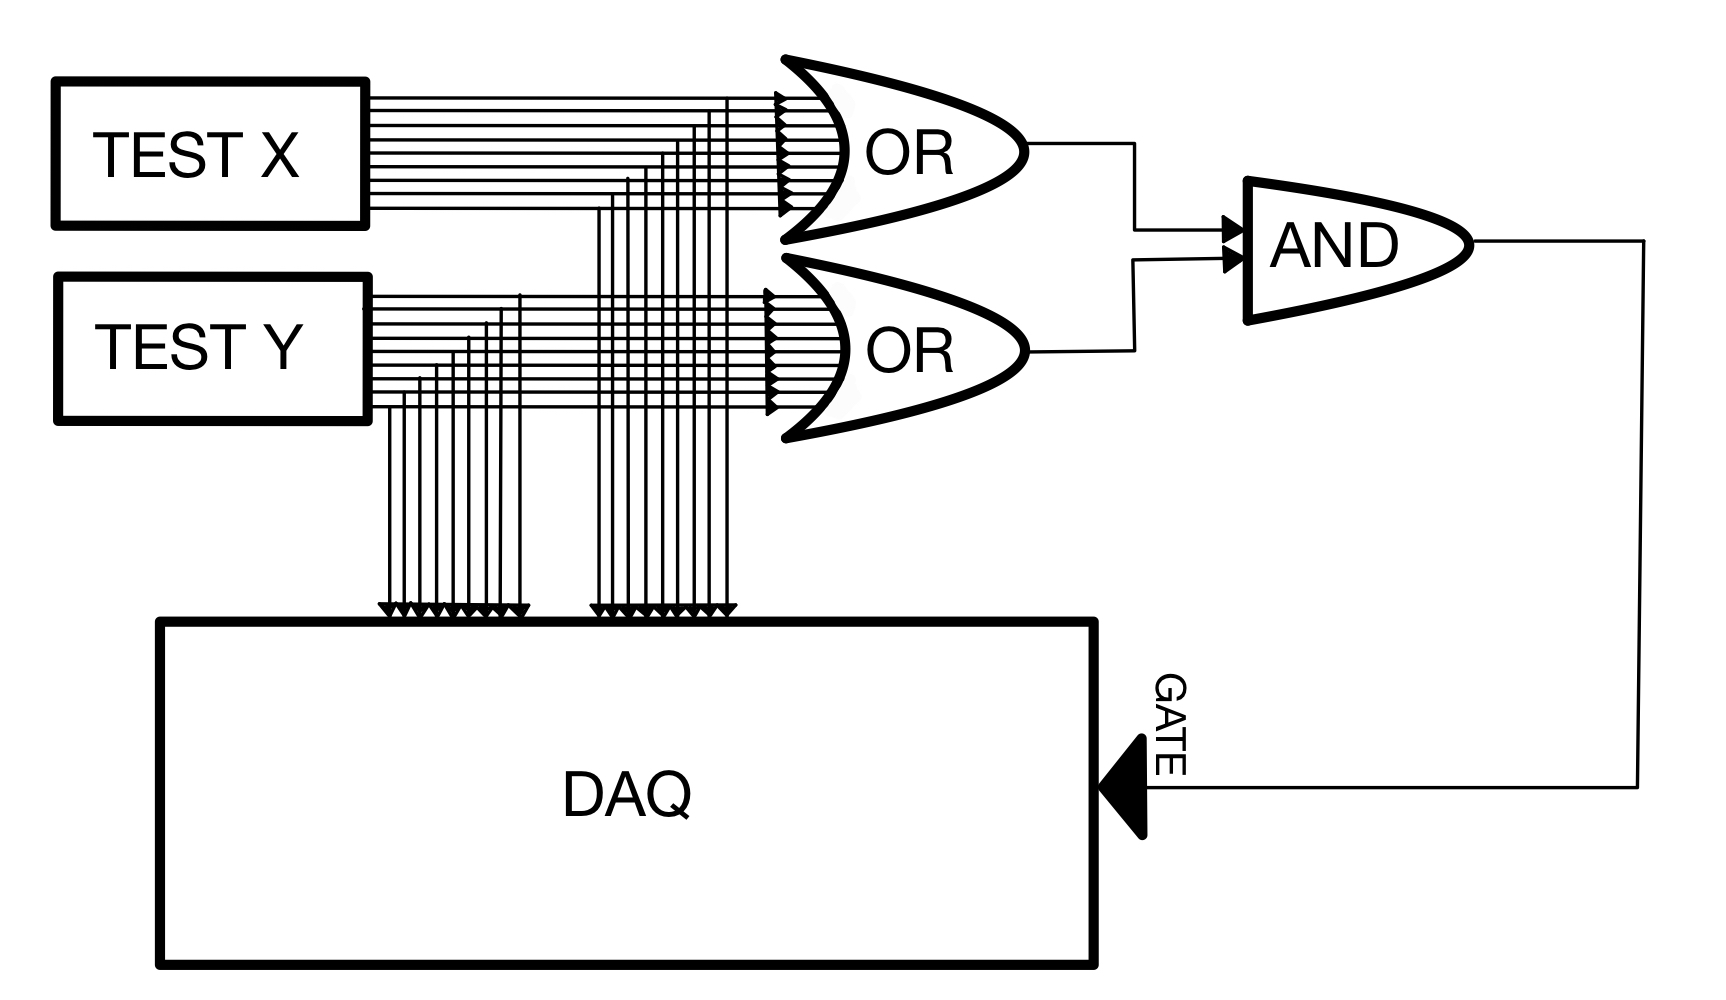 TEST X
OR
AND
TEST Y
OR
GATE
DAQ